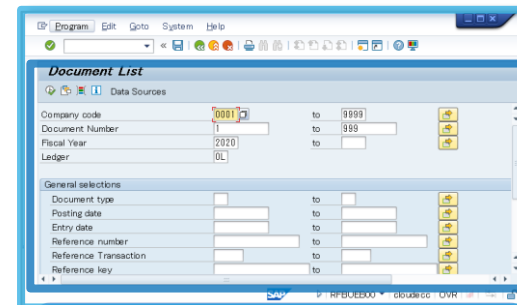 Program Edit Goto System Help
Document List
Data Sources
Company code 0001 to 9999
Document Number 1 to 999
Fiscal Year 2020 to
Ledger 0L
General selections
Document type to
Posting date to
Entry date to
Reference number to
Reference Transaction to
Reference key to
SAP RFBUEB00 cloudecc OVR